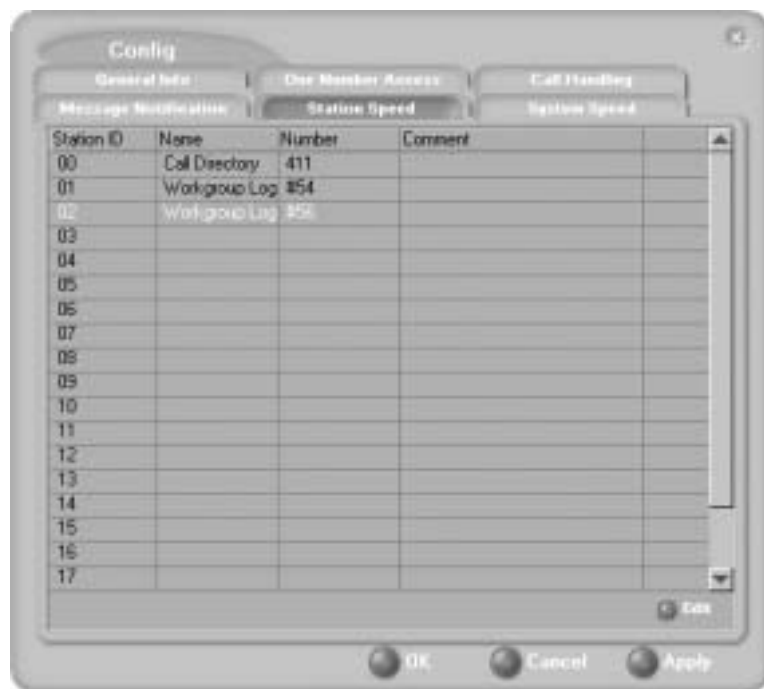 Config
General Info One Number Access Call Handling
Message Notification Station Speed System Speed
Station ID Name Number Comment
00 Call Directory 411
01 Workgroup Log #54
02 Workgroup Log #56
03
04
05
06
07
08
09
10
11
12
13
14
15
16
17
Edit
OK Cancel Apply